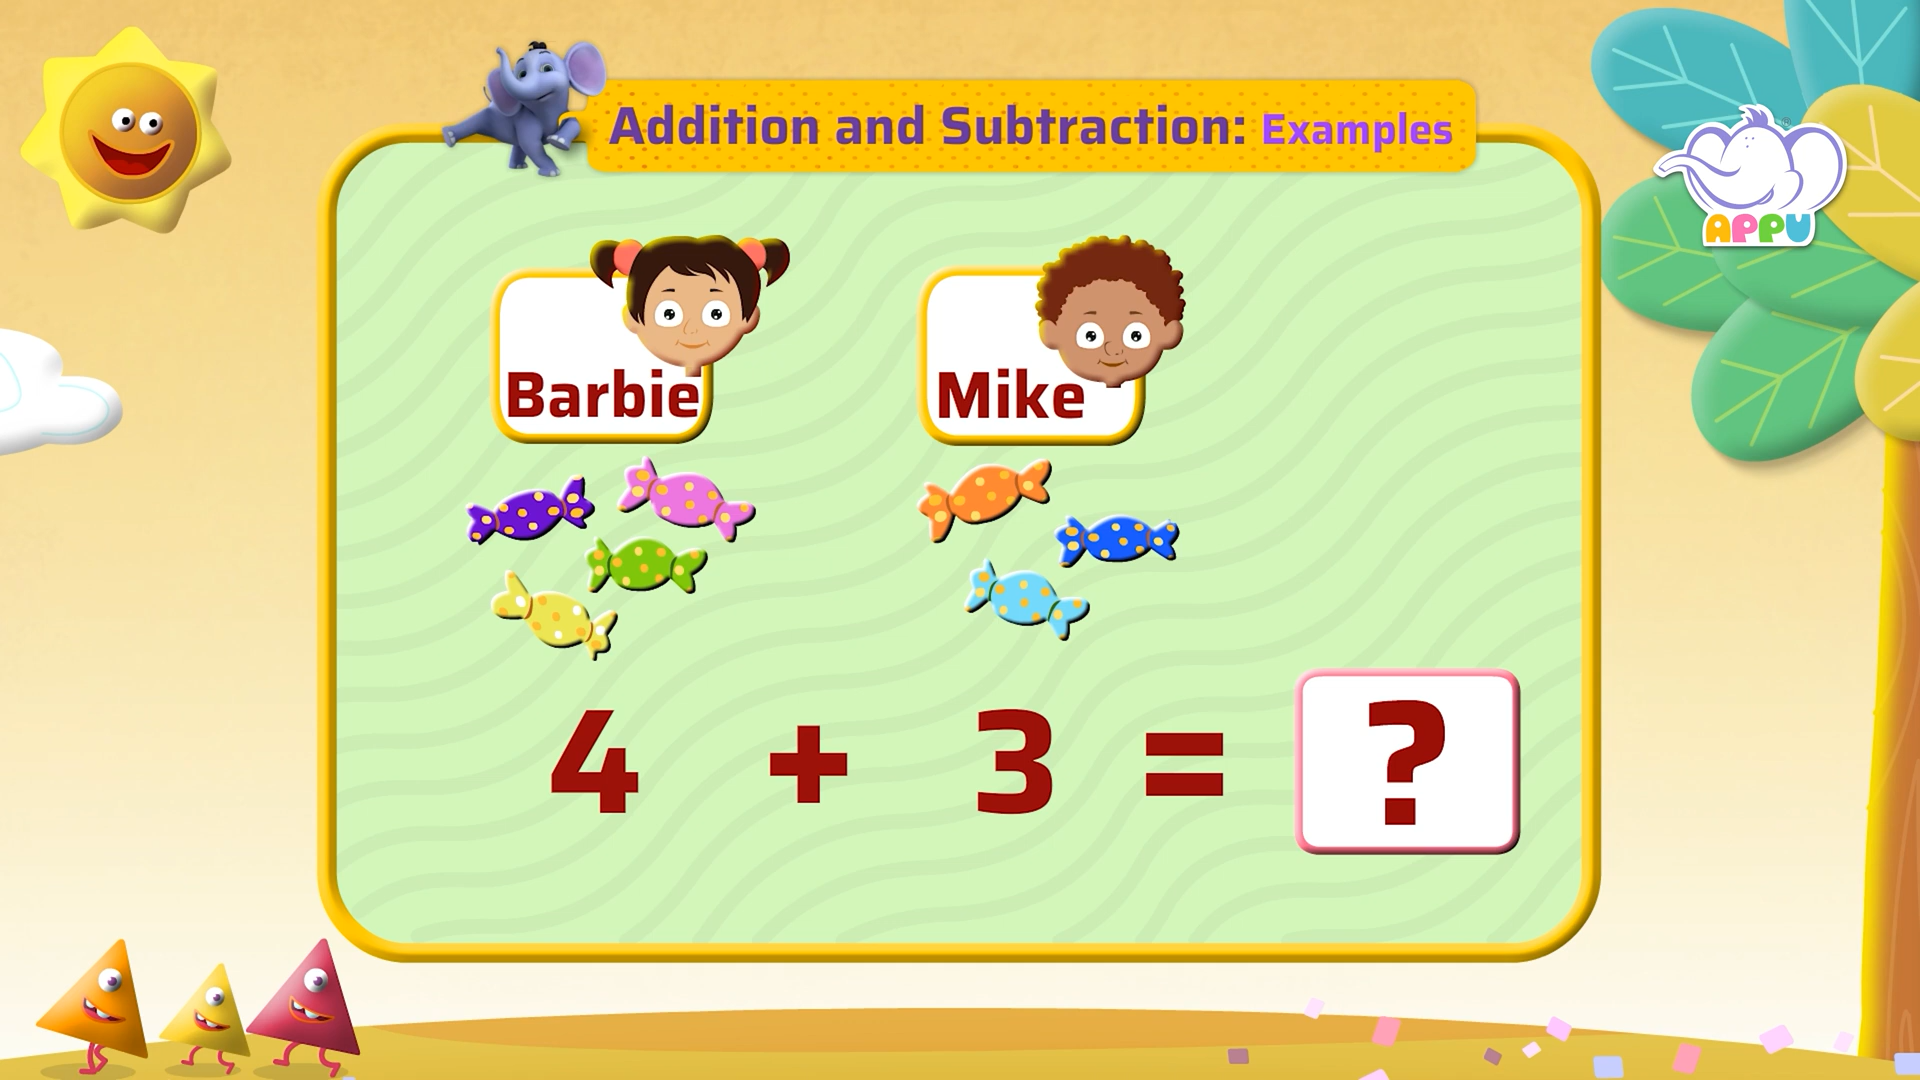 Addition and Subtraction: Examples
APPU
®
Barbie
Mike
4 + 3 = ?